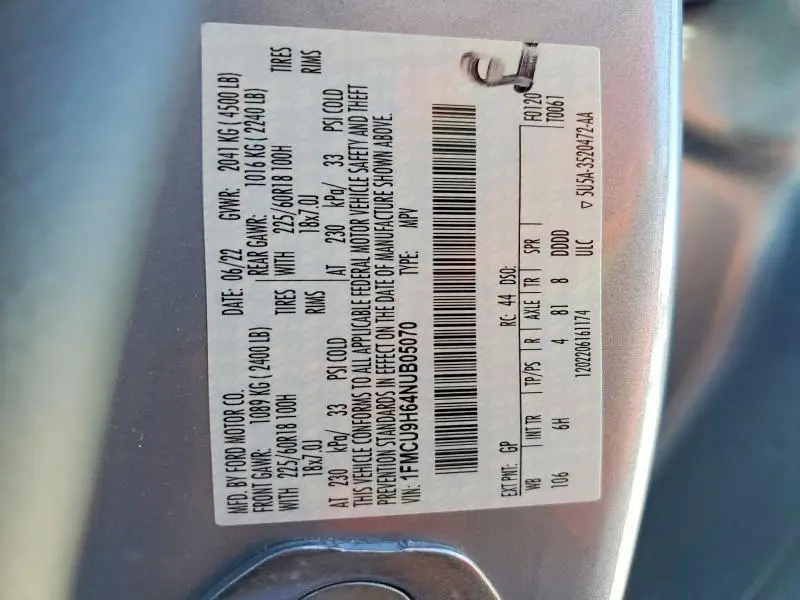 MFD. BY FORD MOTOR CO. DATE: 06/22 GVWR: 2041 KG ( 4500 LB)
FRONT GAWR: 1089 KG ( 2400 LB) REAR GAWR: 1016 KG ( 2240 LB)
WITH 225/60R18 100H TIRES WITH 225/60R18 100H TIRES
18x7.0J RIMS 18x7.0J RIMS
AT 230 kPa/ 33 PSI COLD AT 230 kPa/ 33 PSI COLD
THIS VEHICLE CONFORMS TO ALL APPLICABLE FEDERAL MOTOR VEHICLE SAFETY AND THEFT
PREVENTION STANDARDS IN EFFECT ON THE DATE OF MANUFACTURE SHOWN ABOVE.
VIN: 1FMCU9H64NUB05070 TYPE: MPV
F0120
EXT PNT: GP RC: 44 DSO: T0061
WB INT TR TP/PS R AXLE TR SPR
106 6H 4 81 8 DDDD
1202206161174 ULC ▽ 5U5A-3520472-AA